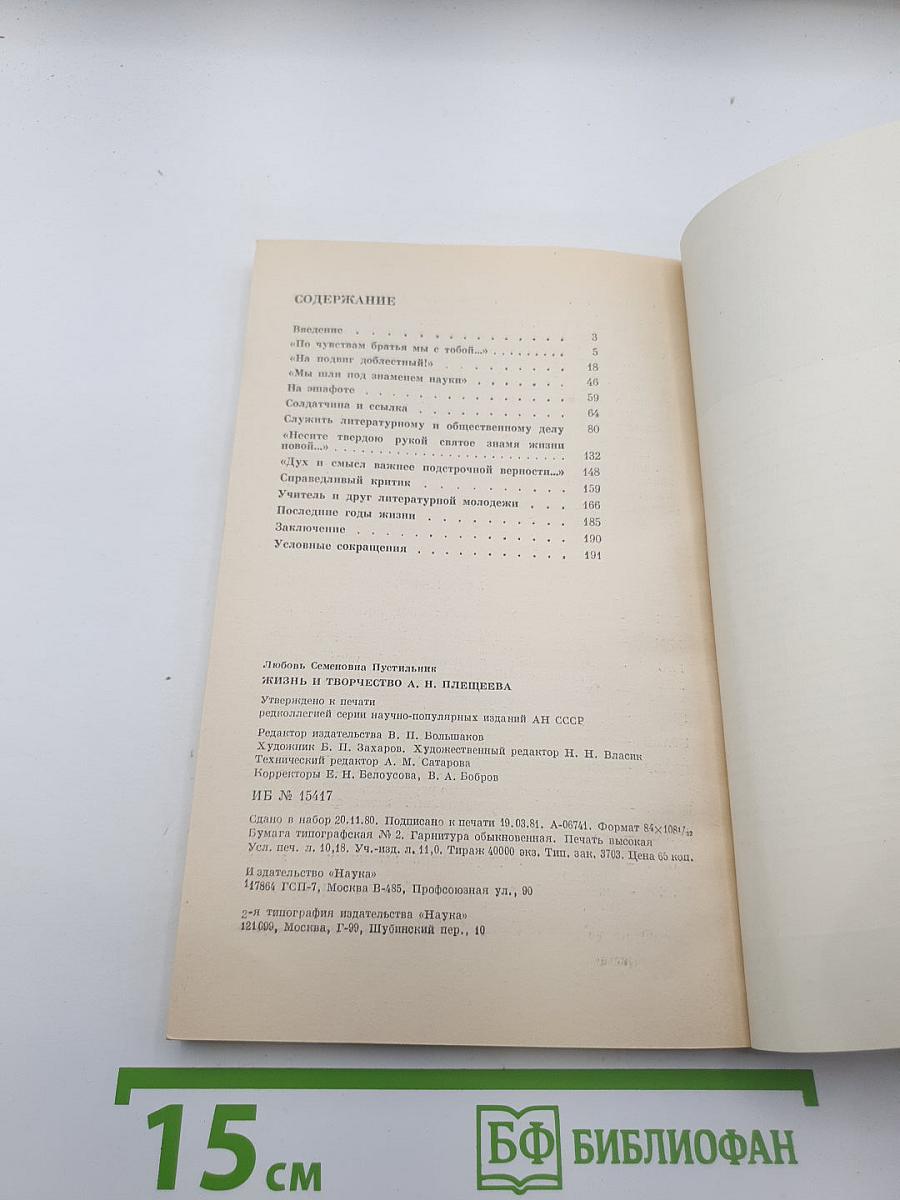 СОДЕРЖАНИЕ
Введение . . . . . . . . . . . . . 3
«По чувствам братья мы с тобой...» . . . . . . . . . 5
«На подвиг доблестный!» . . . . . . . . . . 18
«Мы шли под знаменем науки» . . . . . . . 46
На эшафоте . . . . . . . . . . . . . 59
Солдатчина и ссылка . . . . . . . . . . . 64
Служить литературному и общественному делу 80
«Несите твердою рукой святое знамя жизни
новой...» . . . . . . . . . . . . . . . . . . . . . . . . . 132
«Дух и смысл важнее подстрочной верности...» 148
Справедливый критик . . . . . . . . . . 159
Учитель и друг литературной молодежи . . . 166
Последние годы жизни . . . . . . . . . . 185
Заключение . . . . . . . . . . . . . 190
Условные сокращения . . . . . . . . . . . 191
Любовь Семеновна Пустильник
ЖИЗНЬ И ТВОРЧЕСТВО А. Н. ПЛЕЩЕЕВА
Утверждено к печати
редколлегией серии научно-популярных изданий АН СССР
Редактор издательства В. П. Большаков
Художник Б. П. Захаров. Художественный редактор Н. Н. Власик
Технический редактор А. М. Сатарова
Корректоры Е. Н. Белоусова, В. А. Бобров
ИБ № 15417
Сдано в набор 20.11.80. Подписано к печати 19.03.81. А-06741. Формат 84×108¹/₃₂
Бумага типографская № 2. Гарнитура обыкновенная. Печать высокая
Усл. печ. л. 10,18. Уч.-изд. л. 11,0. Тираж 40000 экз. Тип. зак. 3703. Цена 65 коп.
Издательство «Наука»
117864 ГСП-7, Москва В-485, Профсоюзная ул., 90
2-я типография издательства «Наука»
121099, Москва, Г-99, Шубинский пер., 10
15 см
БФ БИБЛИОФАН